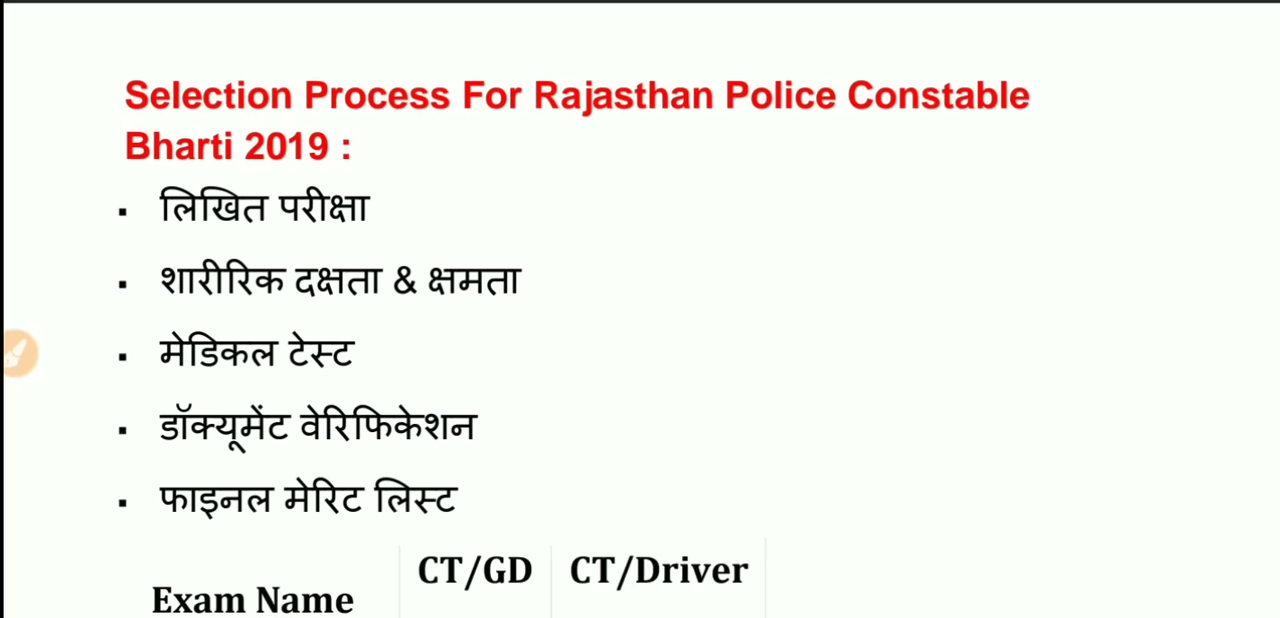 Selection Process For Rajasthan Police Constable
Bharti 2019 :
▪ लिखित परीक्षा
▪ शारीरिक दक्षता & क्षमता
▪ मेडिकल टेस्ट
▪ डॉक्यूमेंट वेरिफिकेशन
▪ फाइनल मेरिट लिस्ट
CT/GD CT/Driver
Exam Name